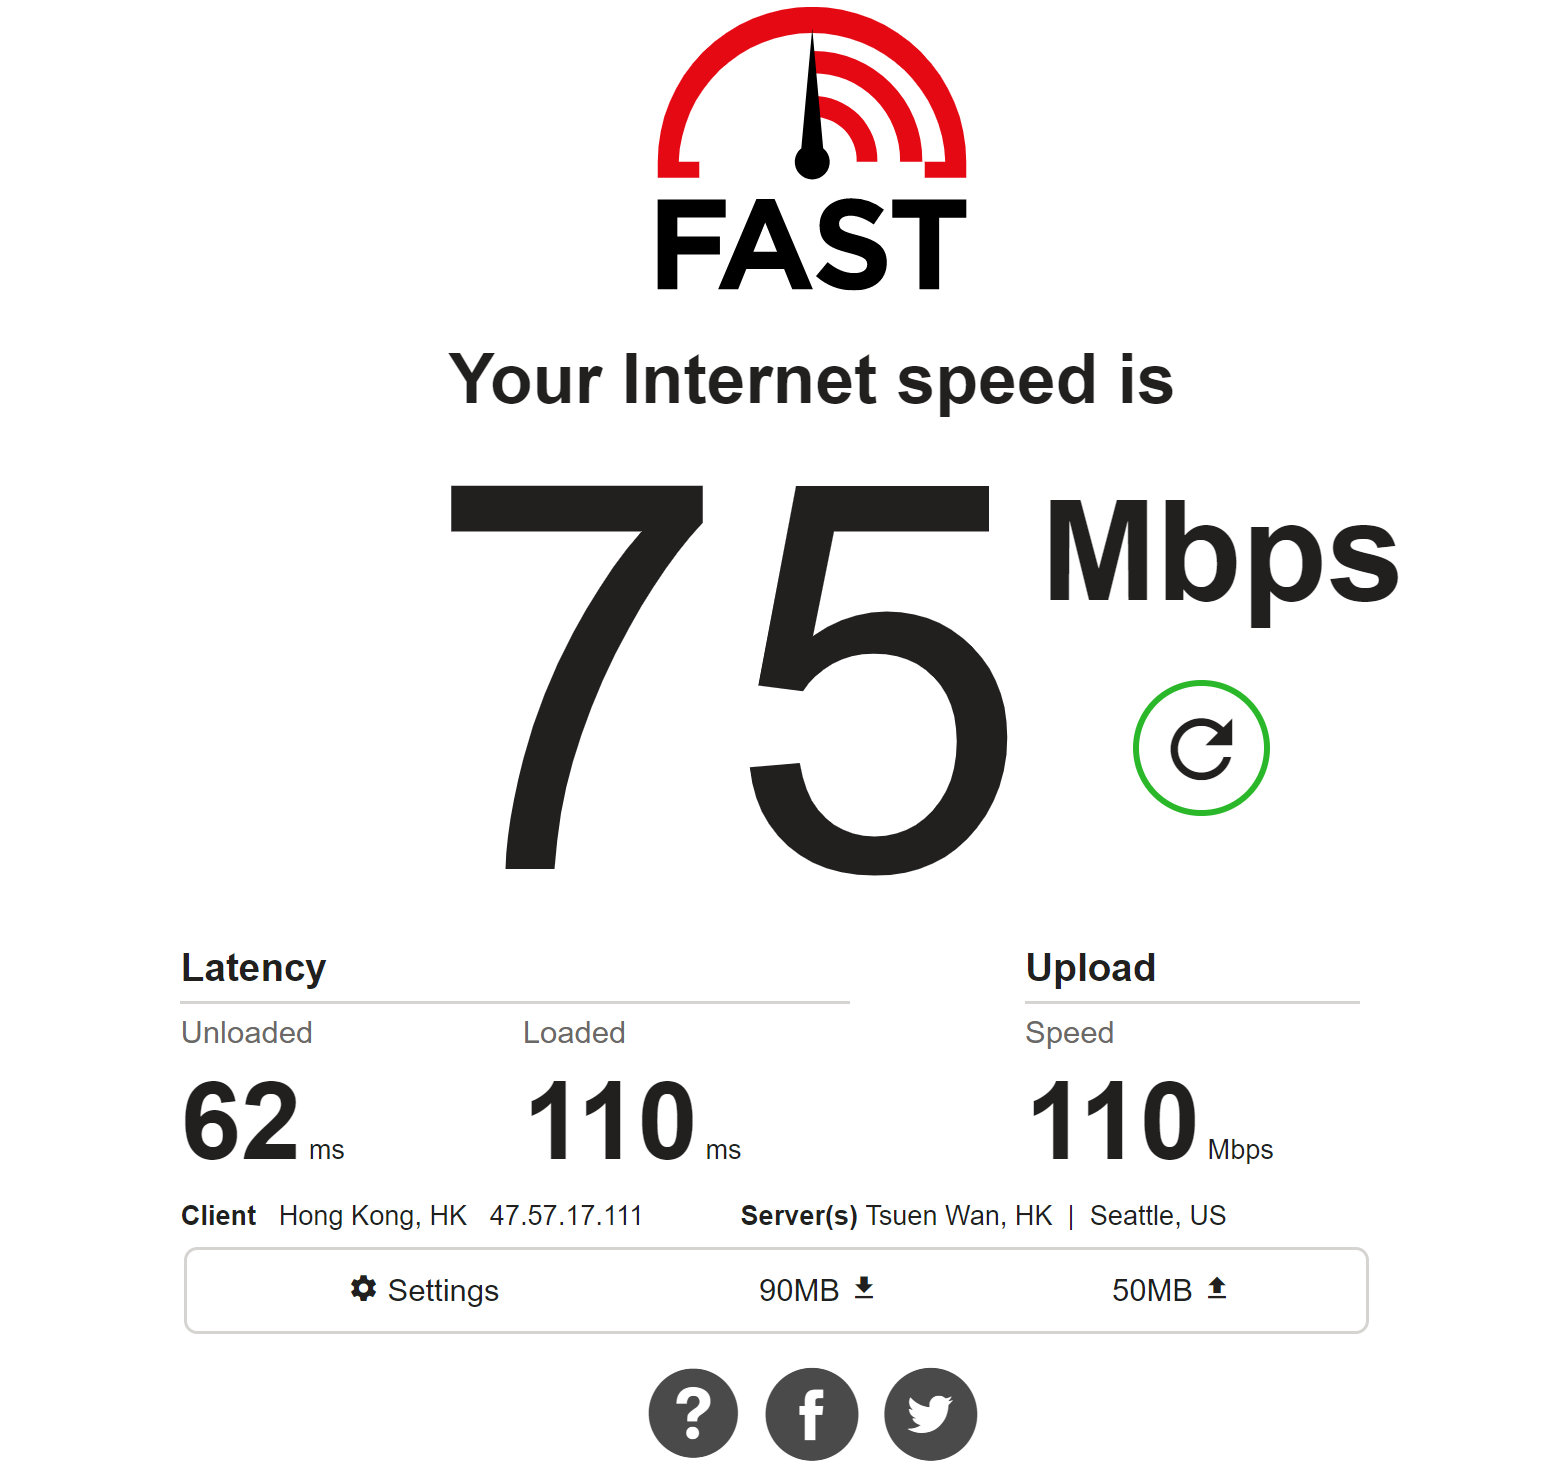 FAST
Your Internet speed is
75 Mbps
Latency
Upload
Unloaded Loaded Speed
62 ms 110 ms 110 Mbps
Client Hong Kong, HK 47.57.17.111 Server(s) Tsuen Wan, HK | Seattle, US
Settings 90MB 50MB
?